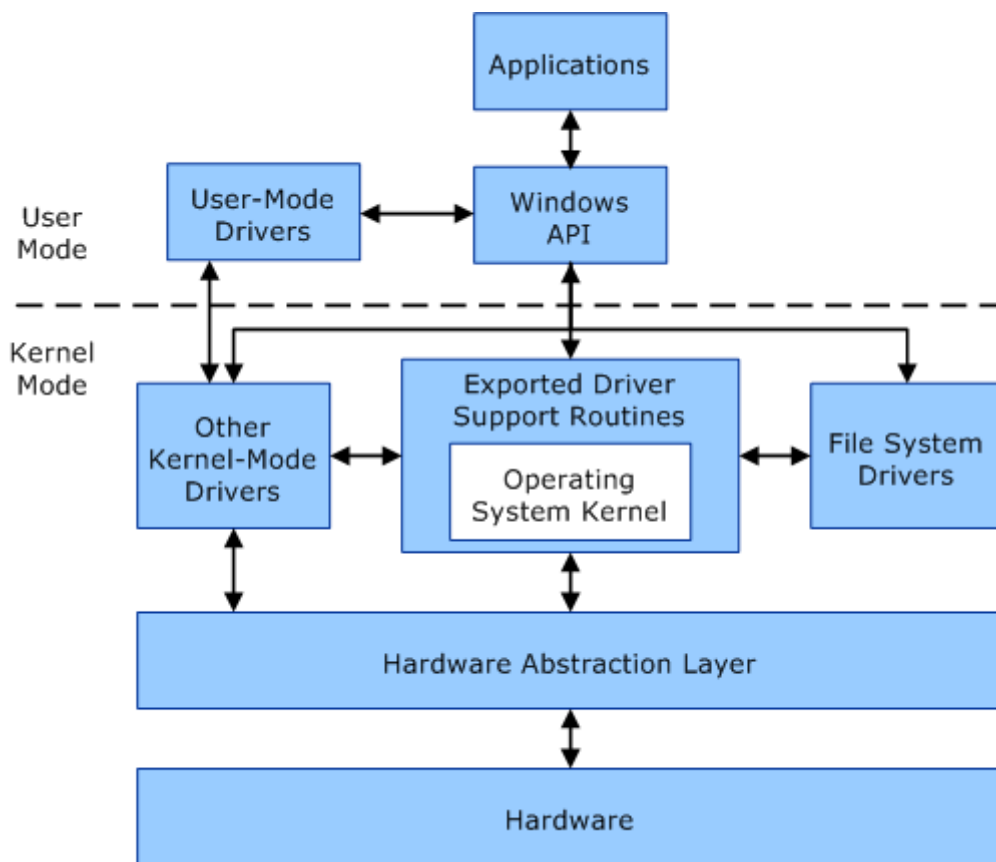 Applications
User-Mode
Drivers
Windows
API
User
Mode
Kernel
Mode
Other
Kernel-Mode
Drivers
Exported Driver
Support Routines
Operating
System Kernel
File System
Drivers
Hardware Abstraction Layer
Hardware